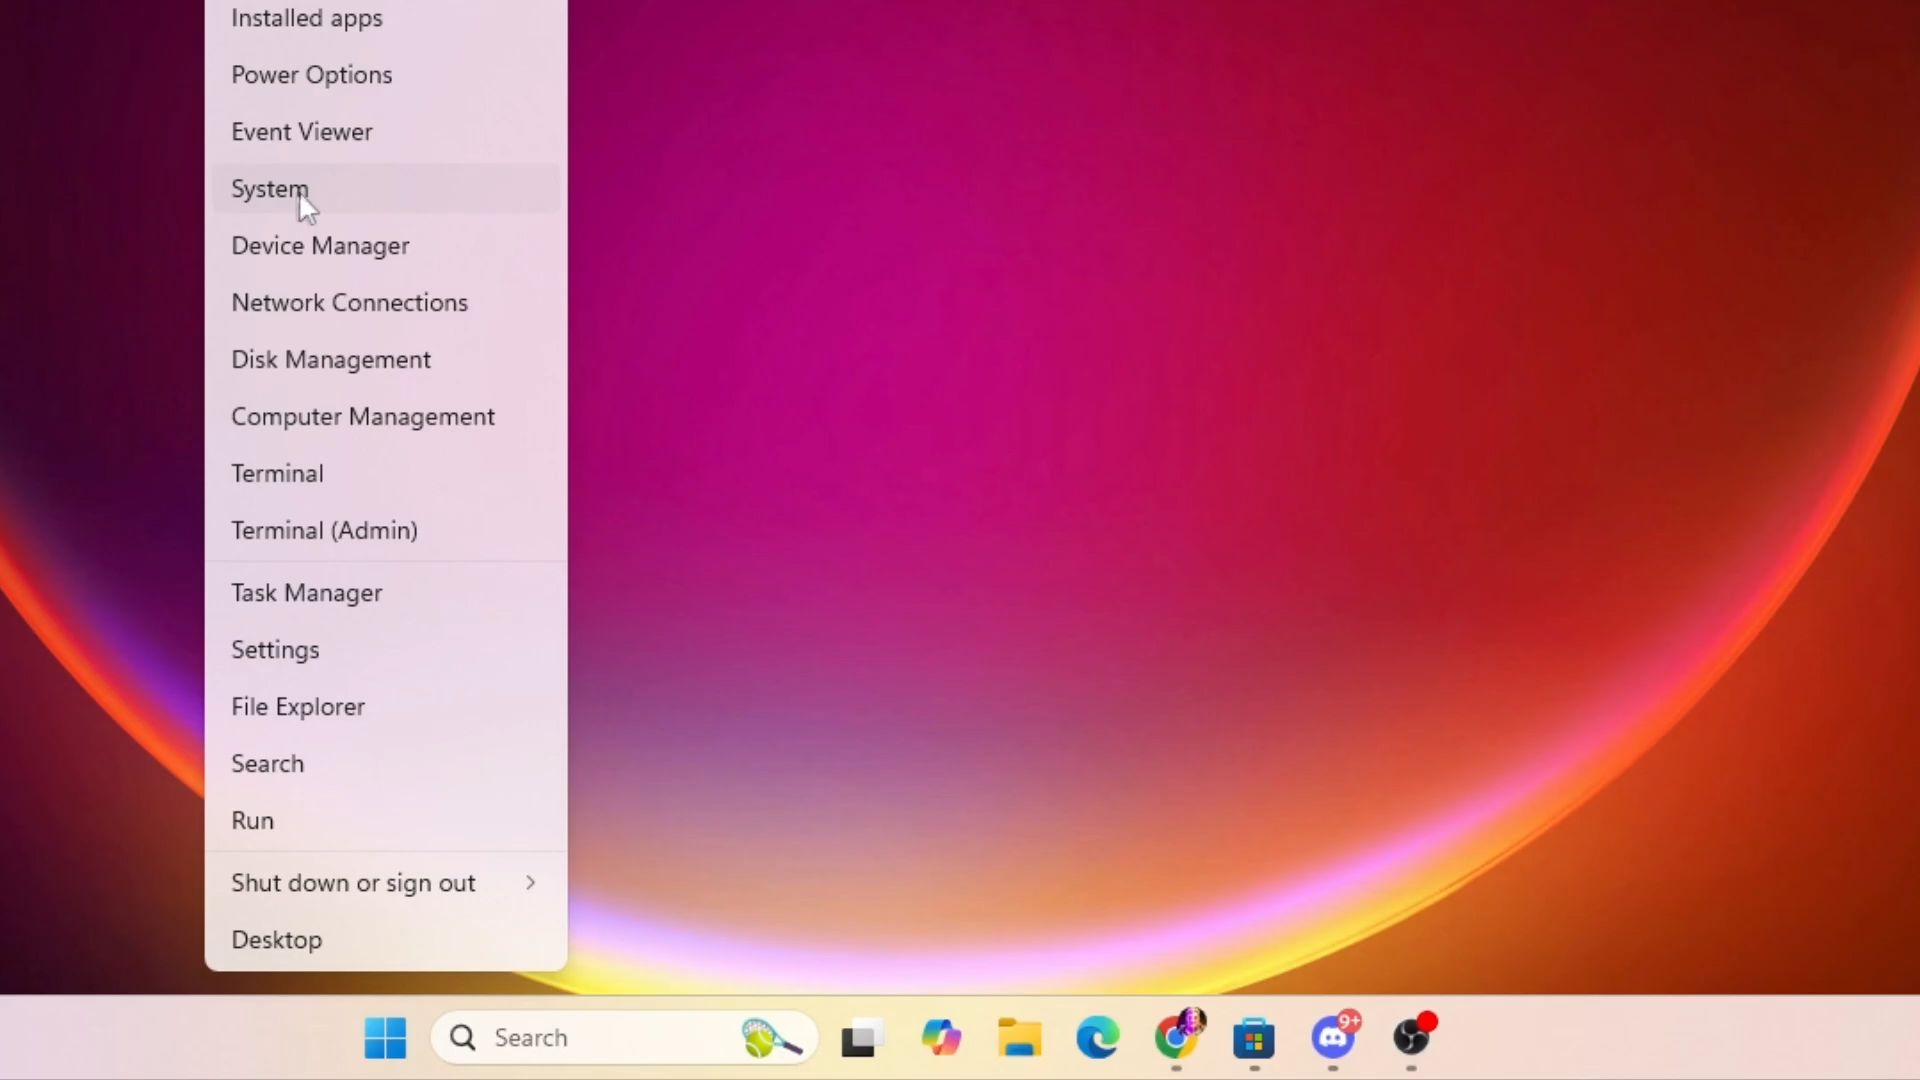 Installed apps
Power Options
Event Viewer
System
Device Manager
Network Connections
Disk Management
Computer Management
Terminal
Terminal (Admin)
Task Manager
Settings
File Explorer
Search
Run
Shut down or sign out
Desktop
Search
9+